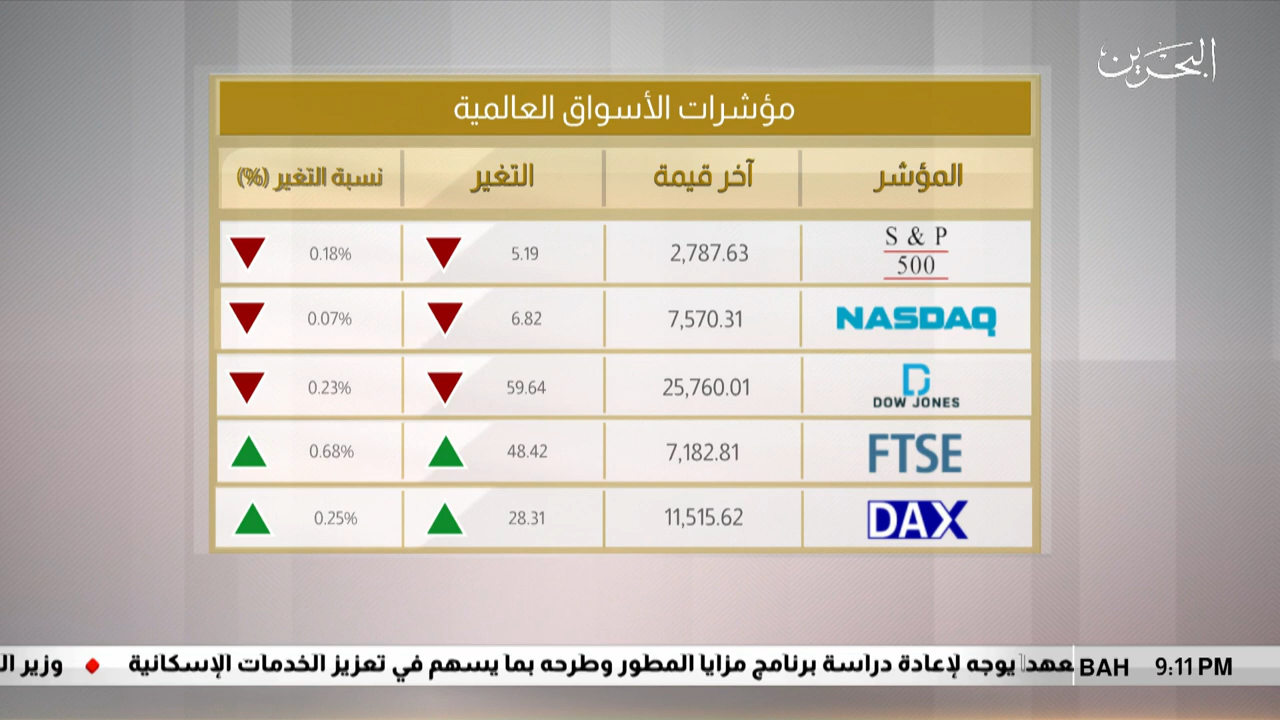 البحرين
مؤشرات الأسواق العالمية
المؤشر آخر قيمة التغير نسبة التغير (%)
S & P
500
2,787.63 5.19 0.18%
NASDAQ 7,570.31 6.82 0.07%
DOW JONES 25,760.01 59.64 0.23%
FTSE 7,182.81 48.42 0.68%
DAX 11,515.62 28.31 0.25%
يوجه لإعادة دراسة برنامج مزايا المطور وطرحه بما يسهم في تعزيز الخدمات الإسكانية وزير
BAH 9:11 PM